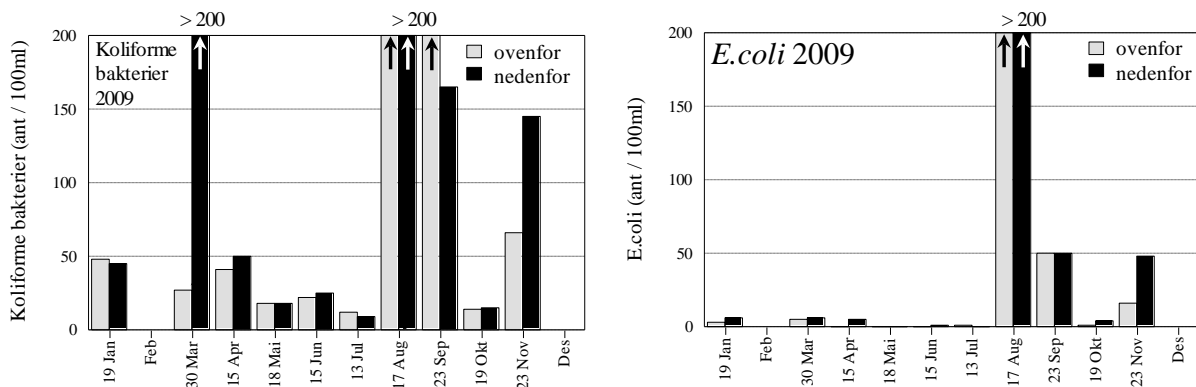 > 200
> 200
Koliforme
bakterier
2009
ovenfor
nedenfor
Koliforme bakterier (ant / 100ml)
200
150
100
50
0
19 Jan
Feb
30 Mar
15 Apr
18 Mai
15 Jun
13 Jul
17 Aug
23 Sep
19 Okt
23 Nov
Des
> 200
E.coli 2009
ovenfor
nedenfor
E.coli (ant / 100ml)
200
150
100
50
0
19 Jan
Feb
30 Mar
15 Apr
18 Mai
15 Jun
13 Jul
17 Aug
23 Sep
19 Okt
23 Nov
Des